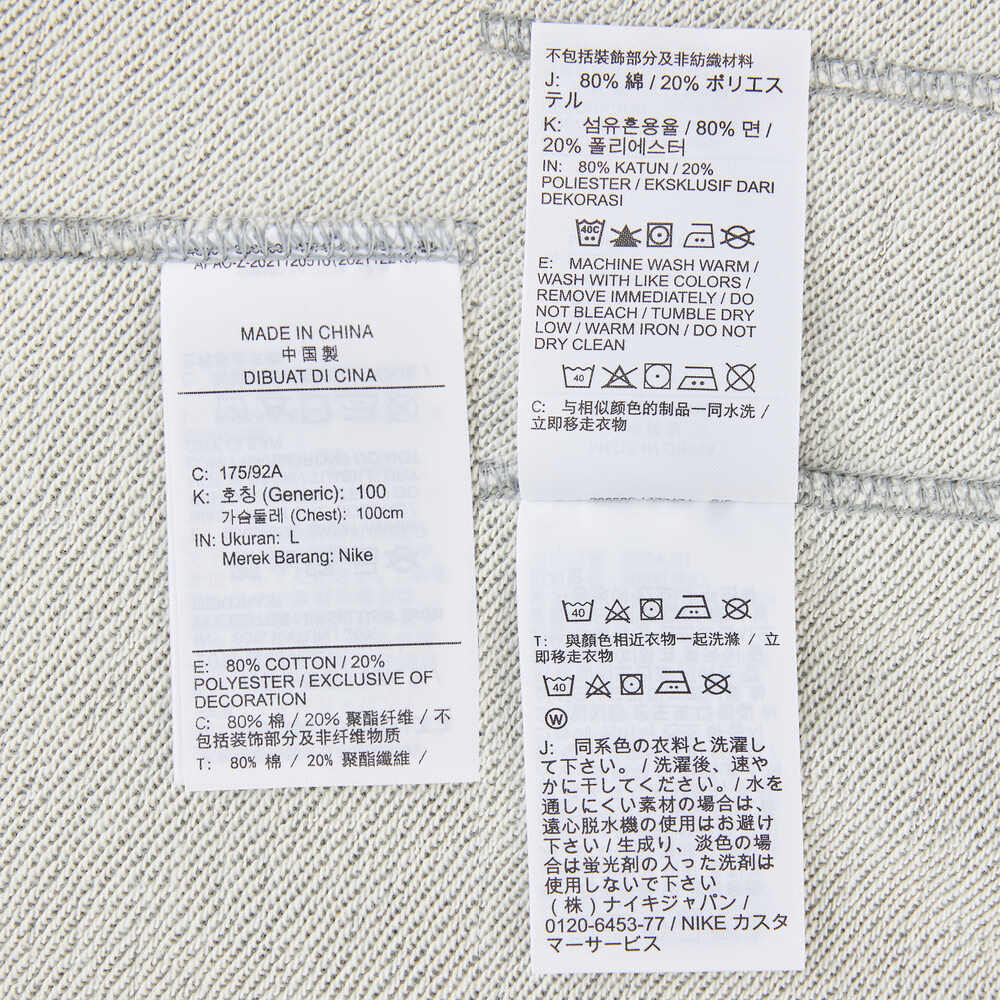 MADE IN CHINA
中国製
DIBUAT DI CINA
C: 175/92A
K: 호칭 (Generic): 100
가슴둘레 (Chest): 100cm
IN: Ukuran: L
Merek Barang: Nike
E: 80% COTTON / 20%
POLYESTER / EXCLUSIVE OF
DECORATION
C: 80% 棉 / 20% 聚酯纤维 / 不
包括装饰部分及非纤维物质
T: 80% 棉 / 20% 聚酯纖維 /
不包括裝飾部分及非紡織材料
J: 80% 綿 / 20% ポリエス
テル
K: 섬유혼용율 / 80% 면 /
20% 폴리에스터
IN: 80% KATUN / 20%
POLIESTER / EKSKLUSIF DARI
DEKORASI
40C
E: MACHINE WASH WARM /
WASH WITH LIKE COLORS /
REMOVE IMMEDIATELY / DO
NOT BLEACH / TUMBLE DRY
LOW / WARM IRON / DO NOT
DRY CLEAN
40
C: 与相似颜色的制品一同水洗 /
立即移走衣物
40
T: 與顏色相近衣物一起洗滌 / 立
即移走衣物
40
W
J: 同系色の衣料と洗濯し
て下さい。 / 洗濯後、速や
かに干してください / 水を
通しにくい素材の場合は、
遠心脱水機の使用はお避け
下さい / 生成り、淡色の場
合は蛍光剤の入った洗剤は
使用しないで下さい
(株) ナイキジャパン /
0120-6453-77 / NIKE カスタ
マーサービス